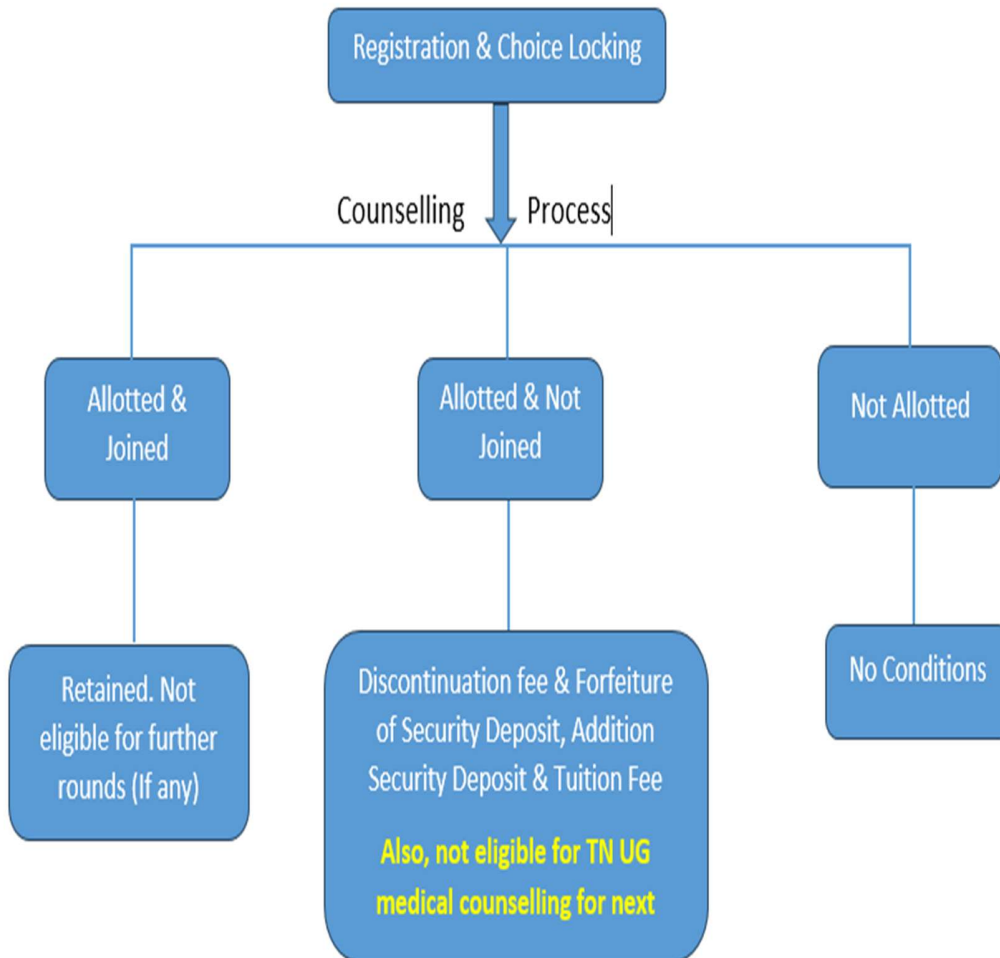 Registration & Choice Locking
Counselling Process
Allotted &
Joined
Allotted & Not
Joined
Not Allotted
Retained. Not
eligible for further
rounds (If any)
Discontinuation fee & Forfeiture
of Security Deposit, Addition
Security Deposit & Tuition Fee
Also, not eligible for TN UG
medical counselling for next
No Conditions